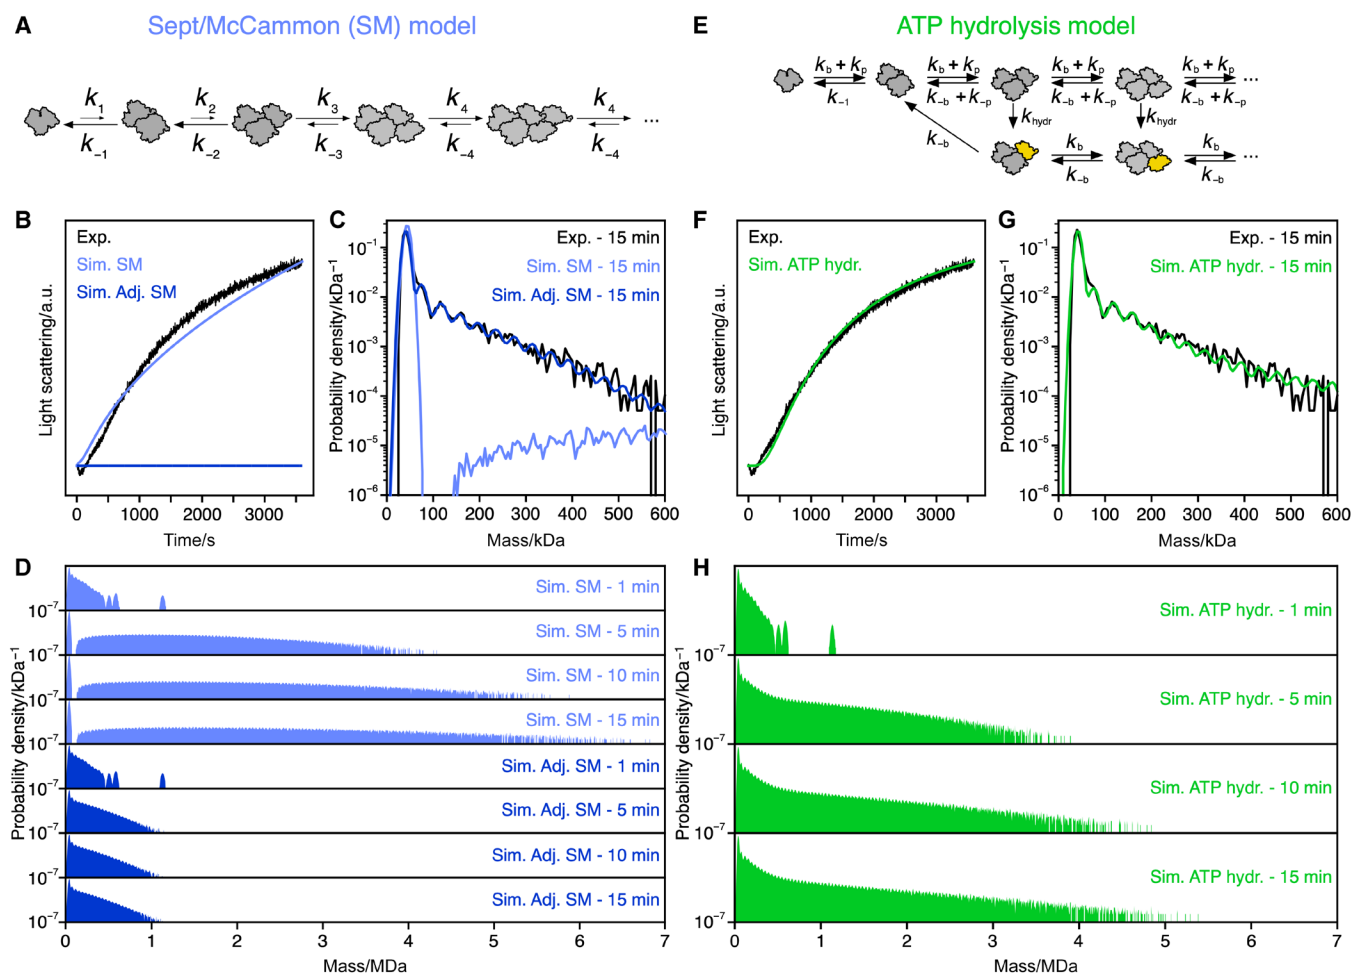 A Sept/McCammon (SM) model
k1 k2 k3 k4 k4
k−1 k−2 k−3 k−4 k−4 ...
B
Exp.
Sim. SM
Sim. Adj. SM
Light scattering/a.u.
0 1000 2000 3000
Time/s
C
Exp. - 15 min
Sim. SM - 15 min
Sim. Adj. SM - 15 min
Probability density/kDa−1
10−1
10−2
10−3
10−4
10−5
10−6
0 100 200 300 400 500 600
Mass/kDa
D
Sim. SM - 1 min
10−7
Sim. SM - 5 min
10−7
Sim. SM - 10 min
10−7
Sim. SM - 15 min
10−7
Sim. Adj. SM - 1 min
10−7
Sim. Adj. SM - 5 min
10−7
Sim. Adj. SM - 10 min
10−7
Sim. Adj. SM - 15 min
10−7
Probability density/kDa−1
0 1 2 3 4 5 6 7
Mass/MDa
E ATP hydrolysis model
kb + kp kb + kp kb + kp kb + kp
k−1 k−b + k−p k−b + k−p k−b + k−p ...
khydr khydr
k−b kb kb
k−b k−b ...
F
Exp.
Sim. ATP hydr.
Light scattering/a.u.
0 1000 2000 3000
Time/s
G
Exp. - 15 min
Sim. ATP hydr. - 15 min
Probability density/kDa−1
10−1
10−2
10−3
10−4
10−5
10−6
0 100 200 300 400 500 600
Mass/kDa
H
Sim. ATP hydr. - 1 min
10−7
Sim. ATP hydr. - 5 min
10−7
Sim. ATP hydr. - 10 min
10−7
Sim. ATP hydr. - 15 min
10−7
Probability density/kDa−1
0 1 2 3 4 5 6 7
Mass/MDa